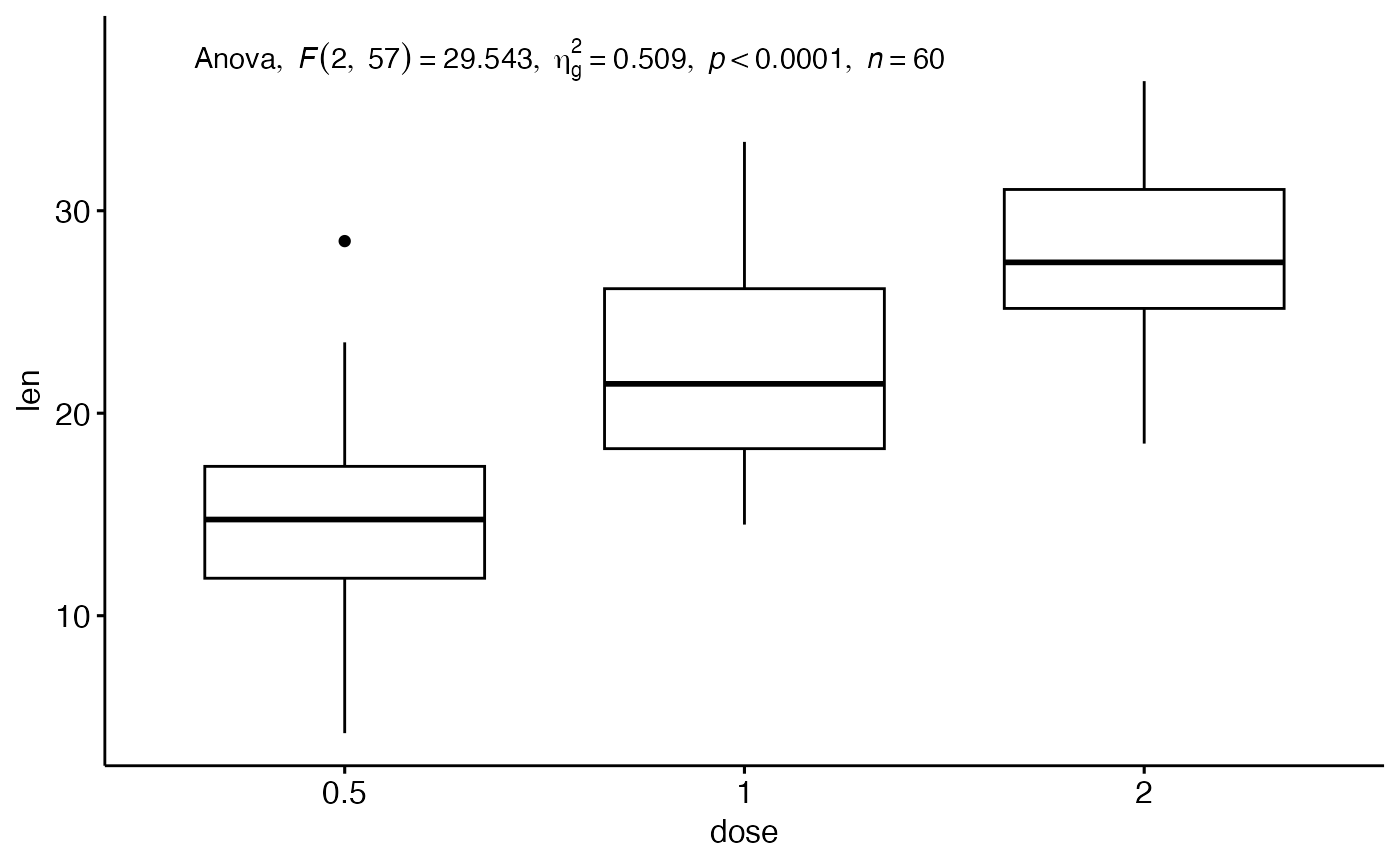 Anova, F(2, 57) = 29.543, η²g = 0.509, p < 0.0001, n = 60
30
20
10
len
0.5 1 2
dose